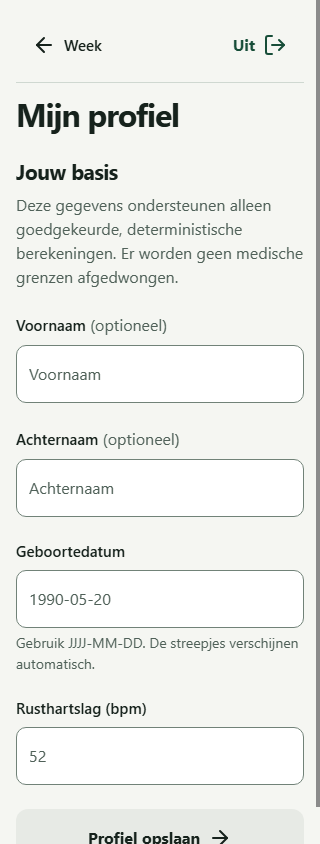 Week
Uit
Mijn profiel
Jouw basis
Deze gegevens ondersteunen alleen
goedgekeurde, deterministische
berekeningen. Er worden geen medische
grenzen afgedwongen.
Voornaam (optioneel)
Voornaam
Achternaam (optioneel)
Achternaam
Geboortedatum
1990-05-20
Gebruik JJJJ-MM-DD. De streepjes verschijnen
automatisch.
Rusthartslag (bpm)
52
Profiel opslaan